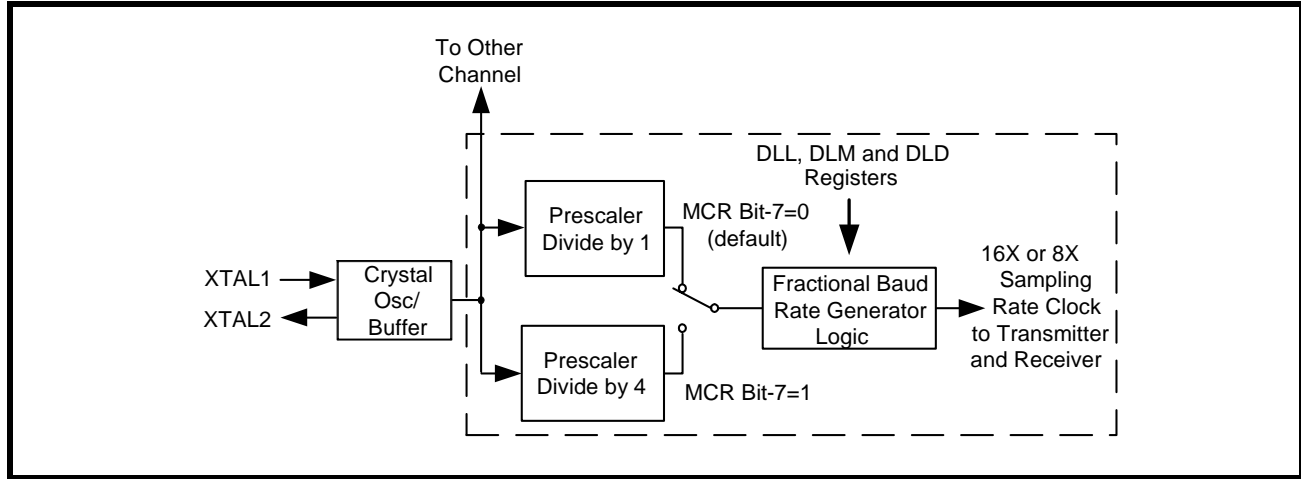 To Other
Channel
DLL, DLM and DLD
Registers
Prescaler
Divide by 1
MCR Bit-7=0
(default)
XTAL1
XTAL2
Crystal
Osc/
Buffer
Fractional Baud
Rate Generator
Logic
16X or 8X
Sampling
Rate Clock
to Transmitter
and Receiver
Prescaler
Divide by 4
MCR Bit-7=1